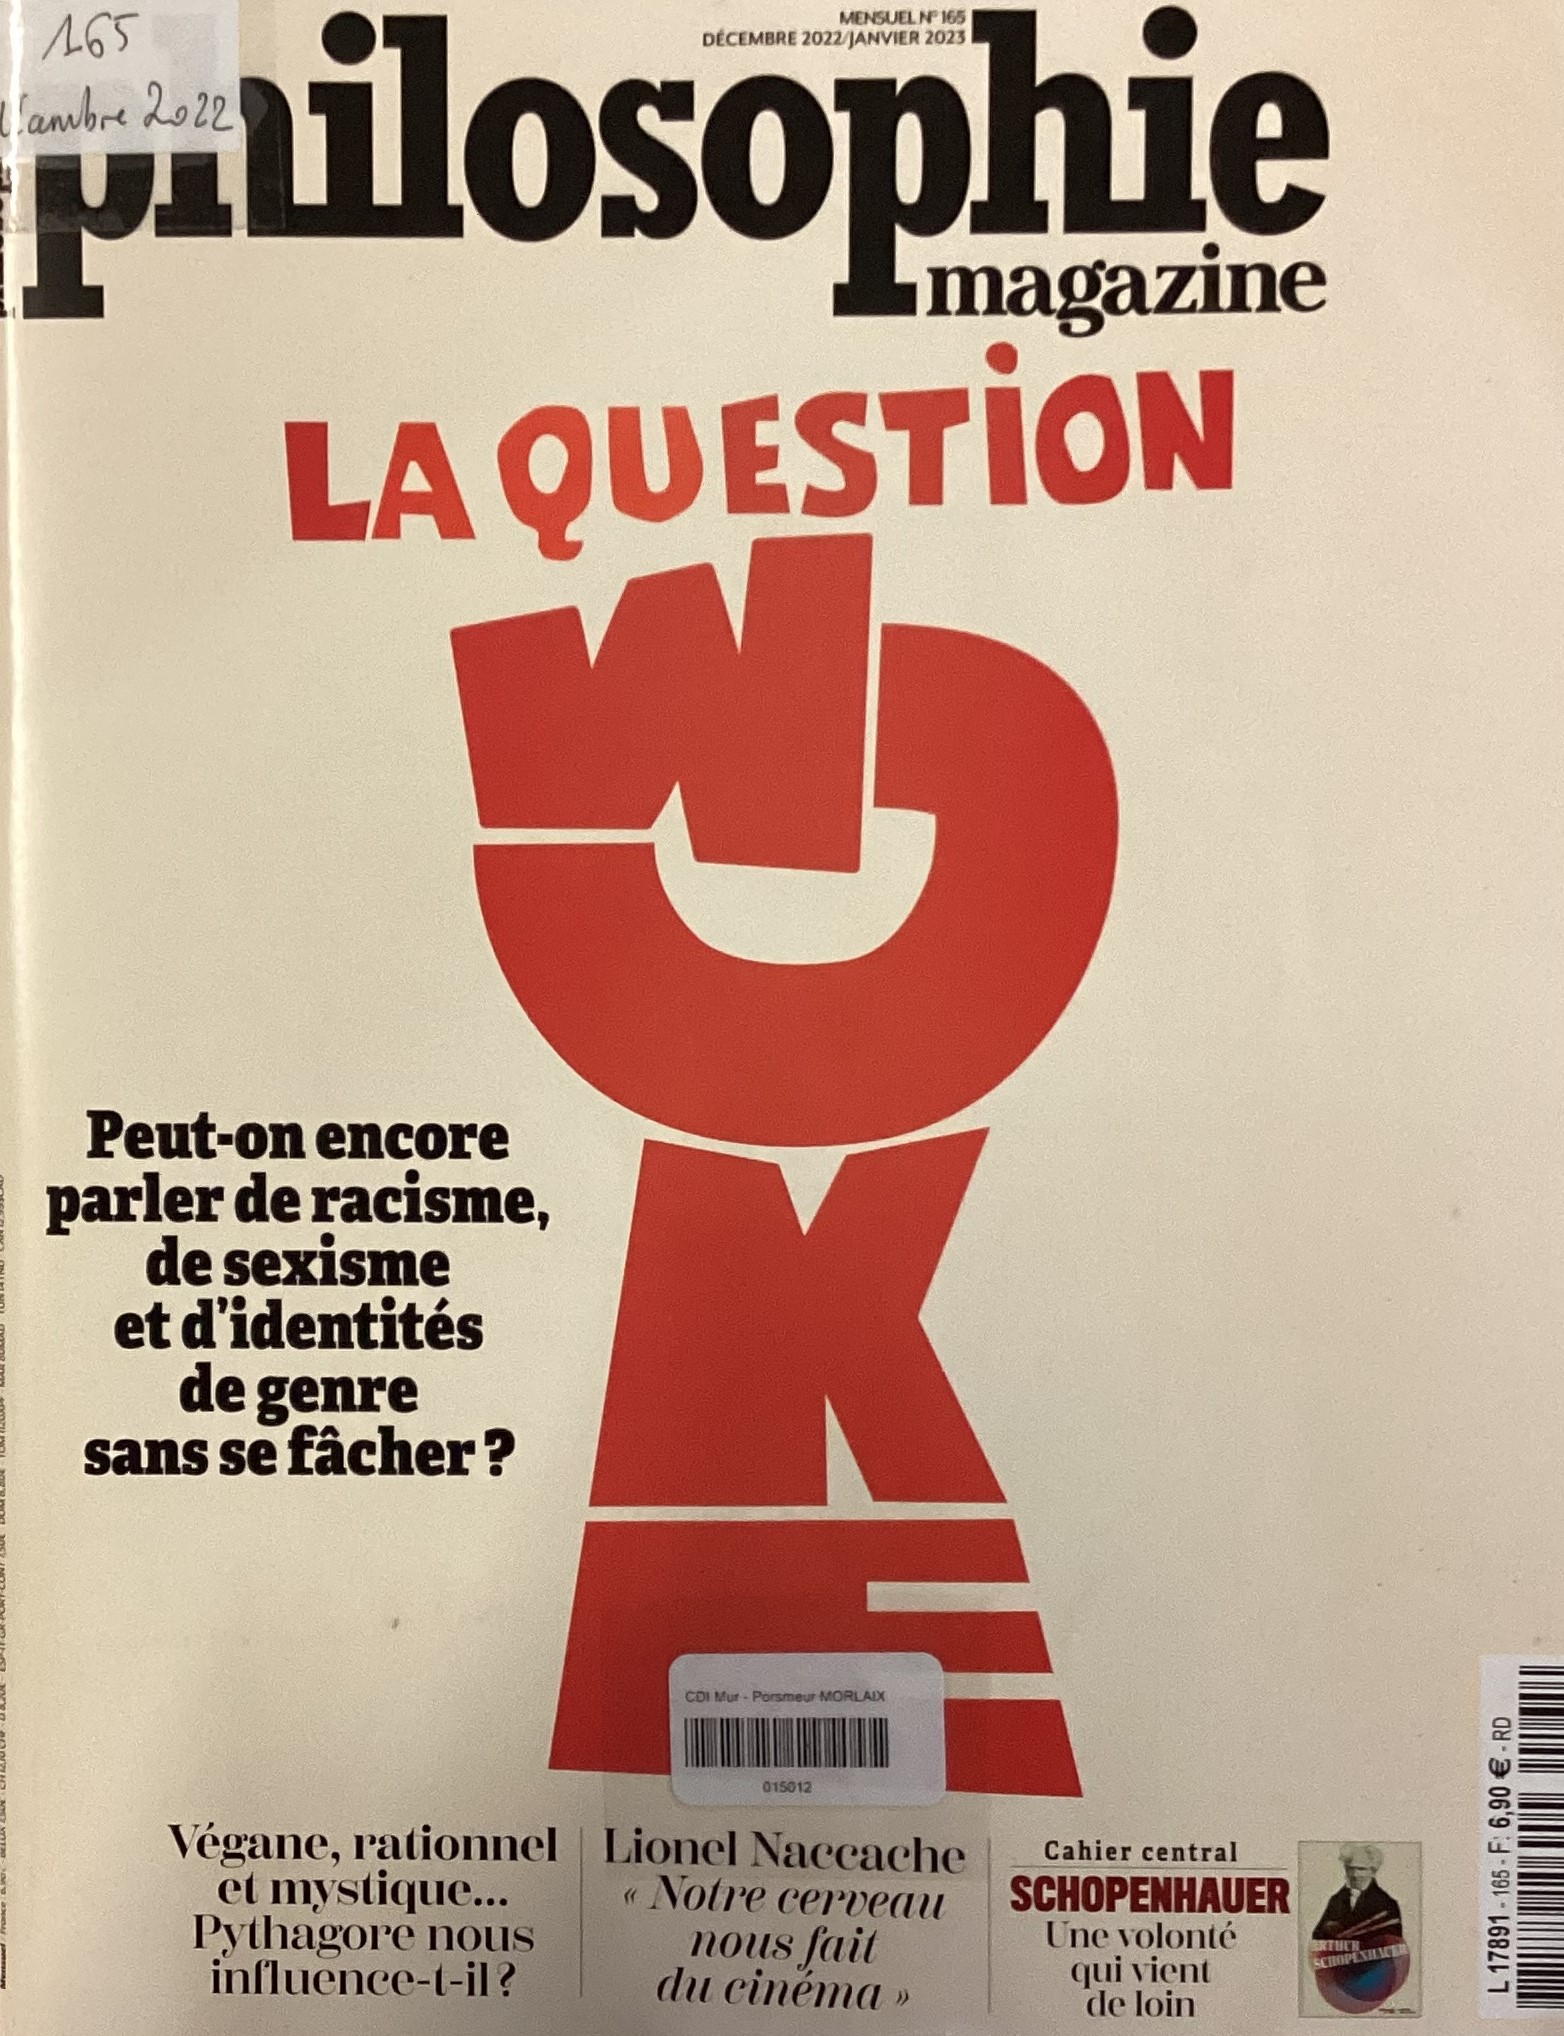 165
2022
MENSUEL N° 165
DÉCEMBRE 2022/JANVIER 2023
philosophie
magazine
LA QUESTION
WOKE
Peut-on encore
parler de racisme,
de sexisme
et d'identités
de genre
sans se fâcher ?
CDI Mur - Porsmeur MORLAIX
015012
Végane, rationnel
et mystique...
Pythagore nous
influence-t-il ?
Lionel Naccache
« Notre cerveau
nous fait
du cinéma »
Cahier central
SCHOPENHAUER
Une volonté
qui vient
de loin
ARTHUR
SCHOPENHAUER
L 17891 - 165 - F: 6,90 € - RD